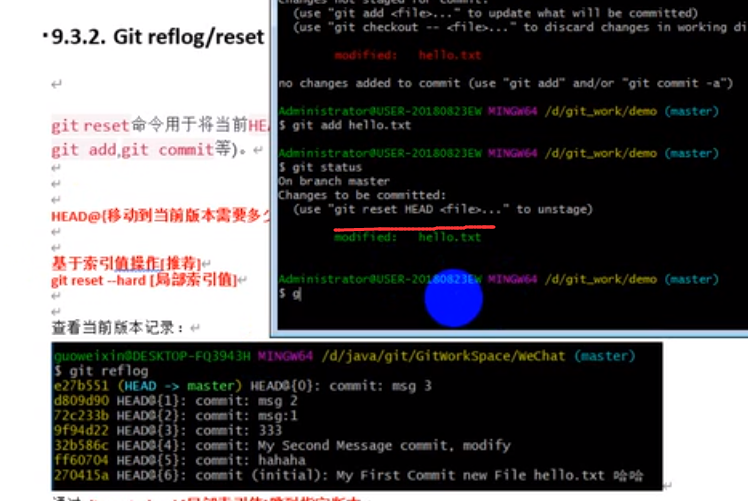 ·9.3.2. Git reflog/reset
git reset命令用于将当前HEA
git add,git commit等)。
HEAD@{移动到当前版本需要多
基于索引值操作[推荐]
git reset --hard [局部索引值]
查看当前版本记录：
Changes not staged for commit:
(use "git add <file>..." to update what will be committed)
(use "git checkout -- <file>..." to discard changes in working di
modified: hello.txt
no changes added to commit (use "git add" and/or "git commit -a")
Administrator@USER-20180823EW MINGW64 /d/git_work/demo (master)
$ git add hello.txt
Administrator@USER-20180823EW MINGW64 /d/git_work/demo (master)
$ git status
On branch master
Changes to be committed:
(use "git reset HEAD <file>..." to unstage)
modified: hello.txt
Administrator@USER-20180823EW MINGW64 /d/git_work/demo (master)
$ g
guoweixin@DESKTOP-FQ3943H MINGW64 /d/java/git/GitWorkSpace/WeChat (master)
$ git reflog
e27b551 (HEAD -> master) HEAD@{0}: commit: msg 3
d809d90 HEAD@{1}: commit: msg 2
72c233b HEAD@{2}: commit: msg:1
9f94d22 HEAD@{3}: commit: 333
32b586c HEAD@{4}: commit: My Second Message commit, modify
ff60704 HEAD@{5}: commit: hahaha
270415a HEAD@{6}: commit (initial): My First Commit new File hello.txt 哈哈